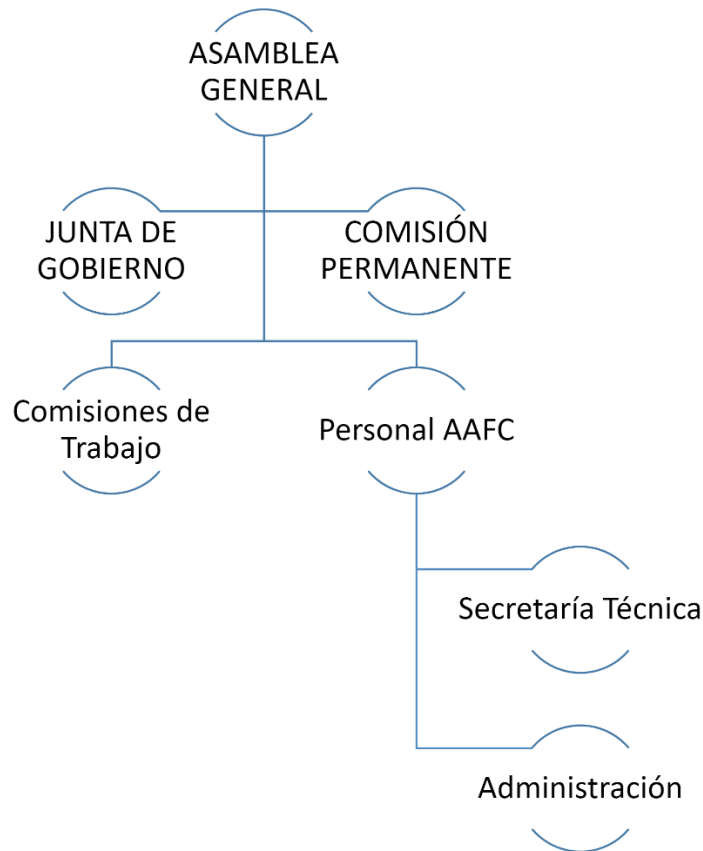 ASAMBLEA
GENERAL
JUNTA DE
GOBIERNO
COMISIÓN
PERMANENTE
Comisiones de
Trabajo
Personal AAFC
Secretaría Técnica
Administración